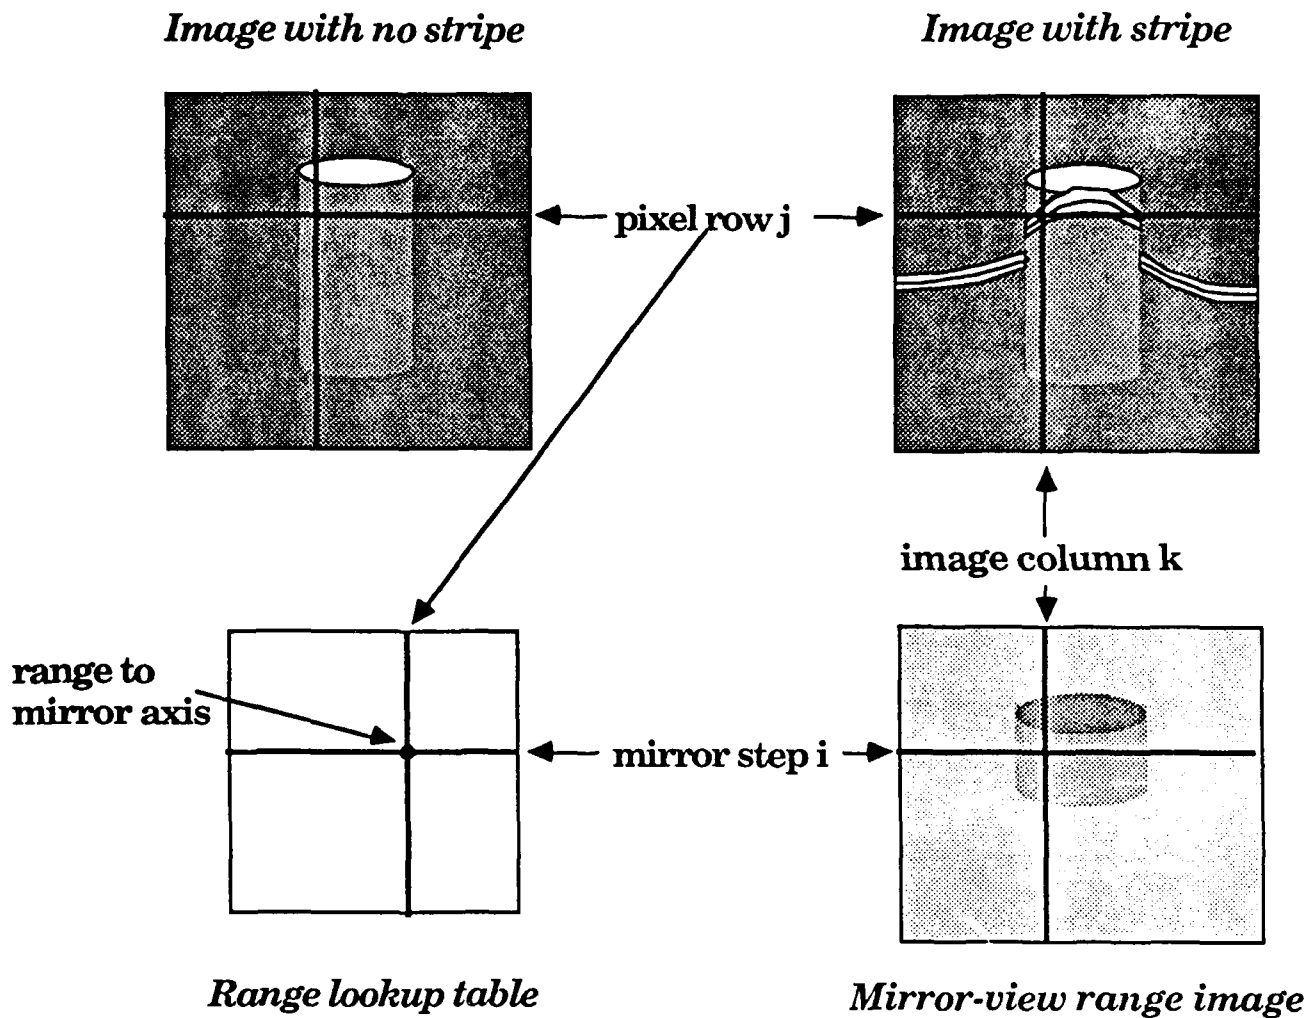 Image with no stripe
Image with stripe
pixel row j
image column k
range to
mirror axis
mirror step i
Range lookup table
Mirror-view range image